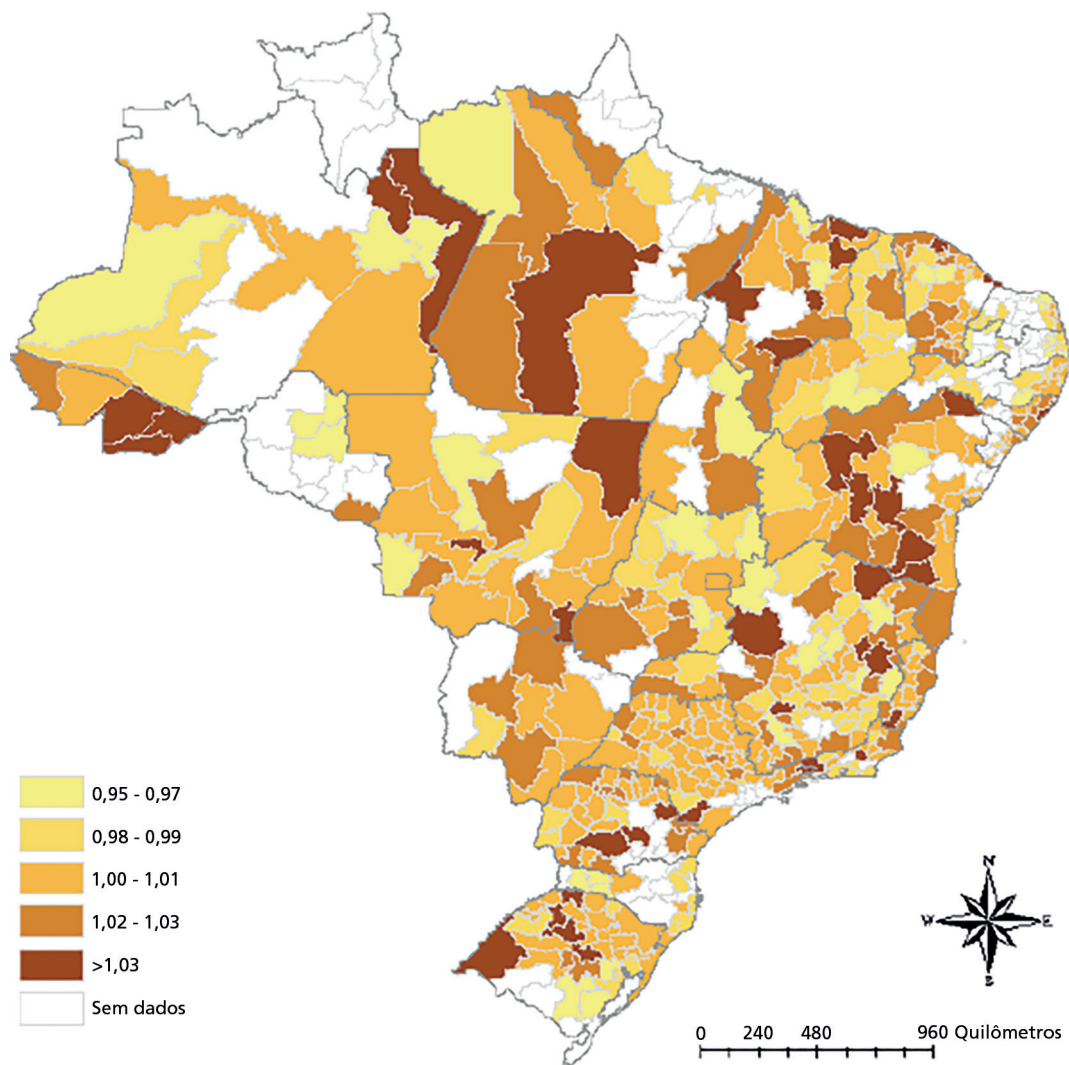 0,95 - 0,97
0,98 - 0,99
1,00 - 1,01
1,02 - 1,03
>1,03
Sem dados
N
W E
S
0 240 480 960 Quilômetros